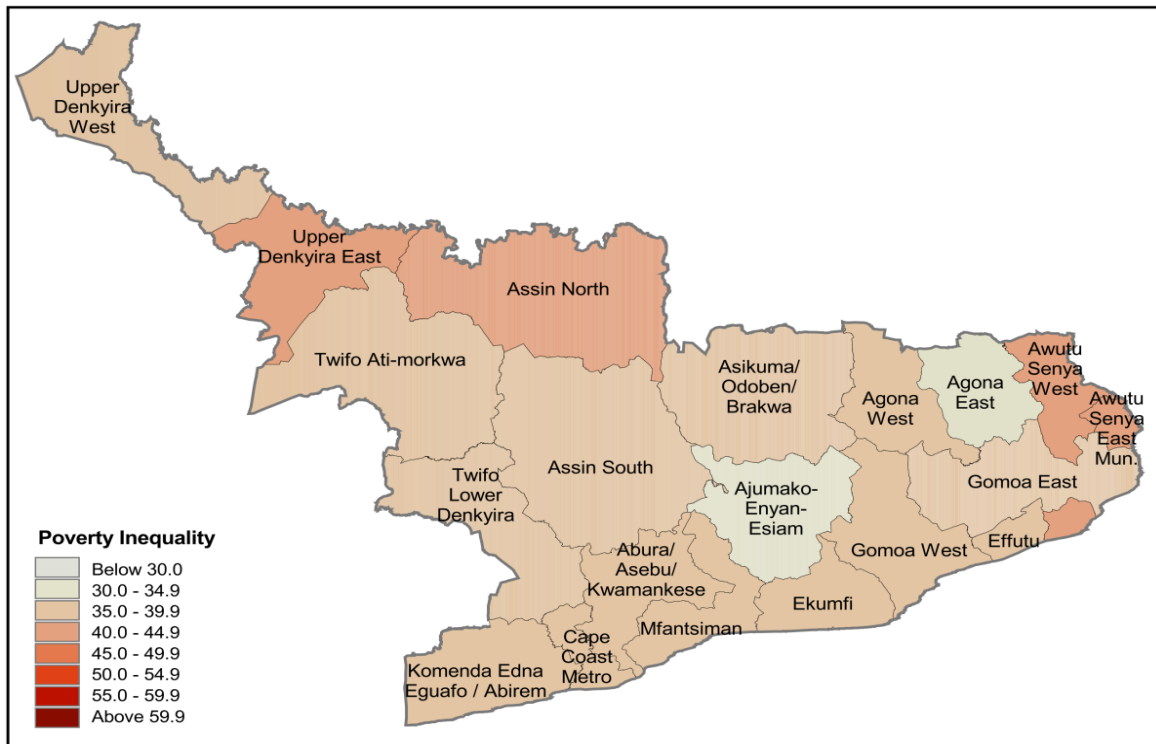 Upper
Denkyira
West
Upper
Denkyira East
Assin North
Twifo Ati-morkwa
Asikuma/
Odoben/
Brakwa
Agona
West
Agona
East
Awutu
Senya
West
Awutu
Senya
East
Mun.
Assin South
Twifo
Lower
Denkyira
Ajumako-
Enyan-
Esiam
Gomoa East
Gomoa West
Effutu
Abura/
Asebu/
Kwamankese
Ekumfi
Mfantsiman
Cape
Coast
Metro
Komenda Edna
Eguafo / Abirem
Poverty Inequality
Below 30.0
30.0 - 34.9
35.0 - 39.9
40.0 - 44.9
45.0 - 49.9
50.0 - 54.9
55.0 - 59.9
Above 59.9